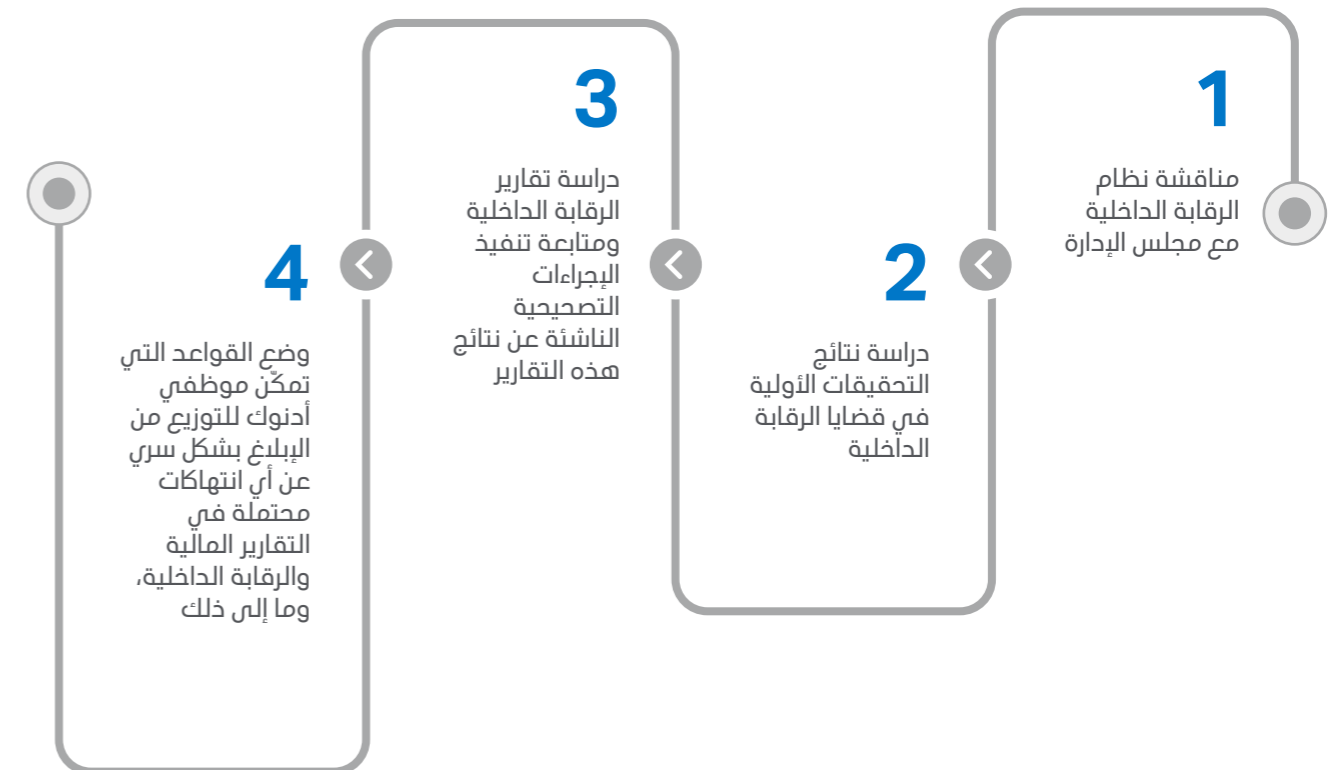 1
مناقشة نظام
الرقابة الداخلية
مع مجلس الإدارة
2
دراسة نتائج
التحقيقات الأولية
في قضايا الرقابة
الداخلية
3
دراسة تقارير
الرقابة الداخلية
ومتابعة تنفيذ
الإجراءات
التصحيحية
الناشئة عن نتائج
هذه التقارير
4
وضع القواعد التي
تمكّن موظفي
أدنوك للتوزيع من
الإبلاغ بشكل سري
عن أي انتهاكات
محتملة في
التقارير المالية
والرقابة الداخلية،
وما إلى ذلك